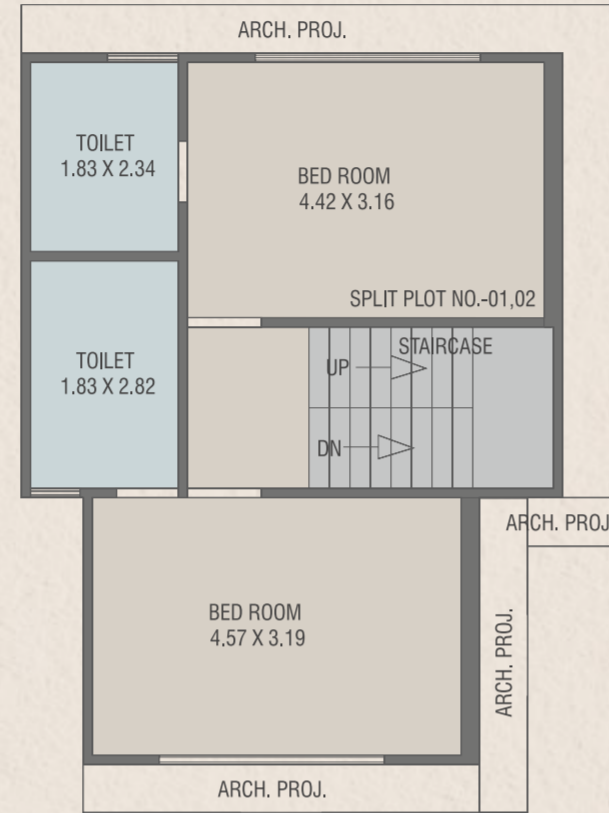 ARCH. PROJ.
TOILET
1.83 X 2.34
BED ROOM
4.42 X 3.16
SPLIT PLOT NO.-01,02
STAIRCASE
UP
TOILET
1.83 X 2.82
DN
ARCH. PROJ
BED ROOM
4.57 X 3.19
ARCH. PROJ.
ARCH. PROJ.